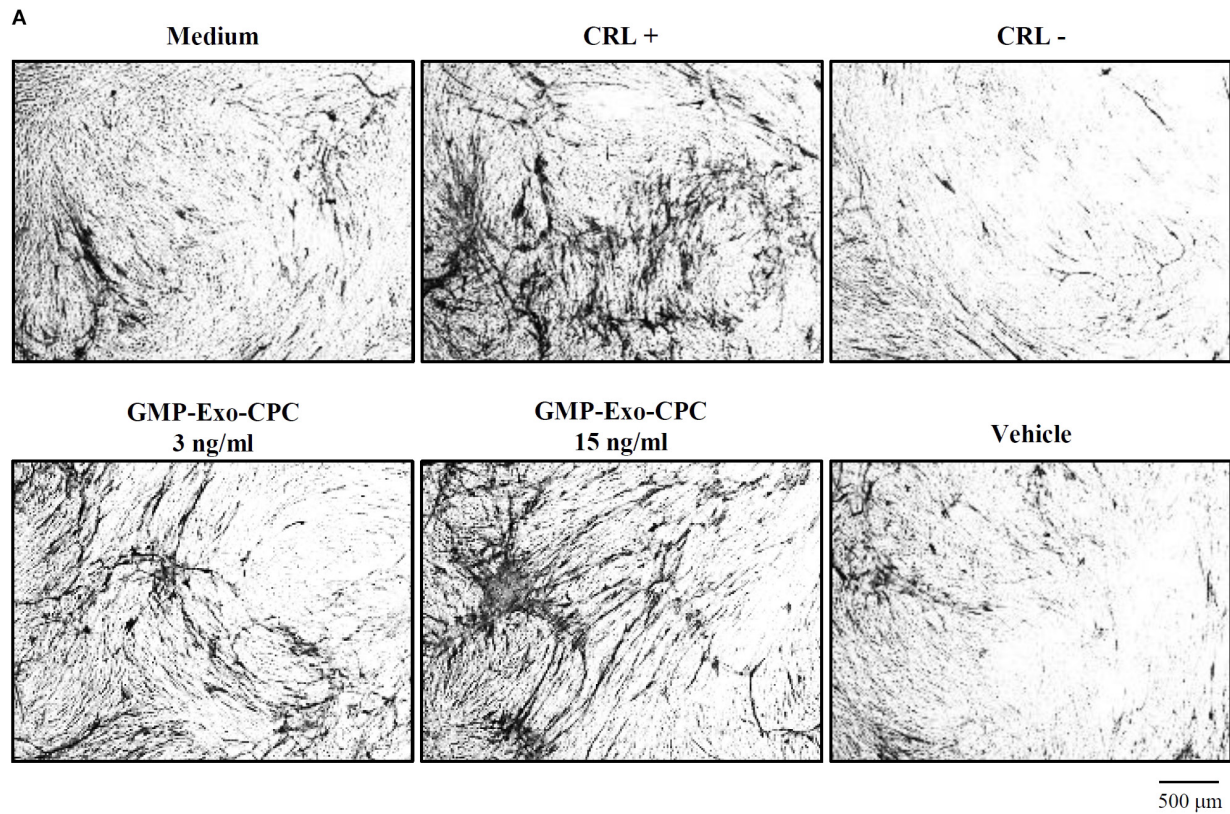 A
Medium
CRL +
CRL -
GMP-Exo-CPC
3 ng/ml
GMP-Exo-CPC
15 ng/ml
Vehicle
500 μm